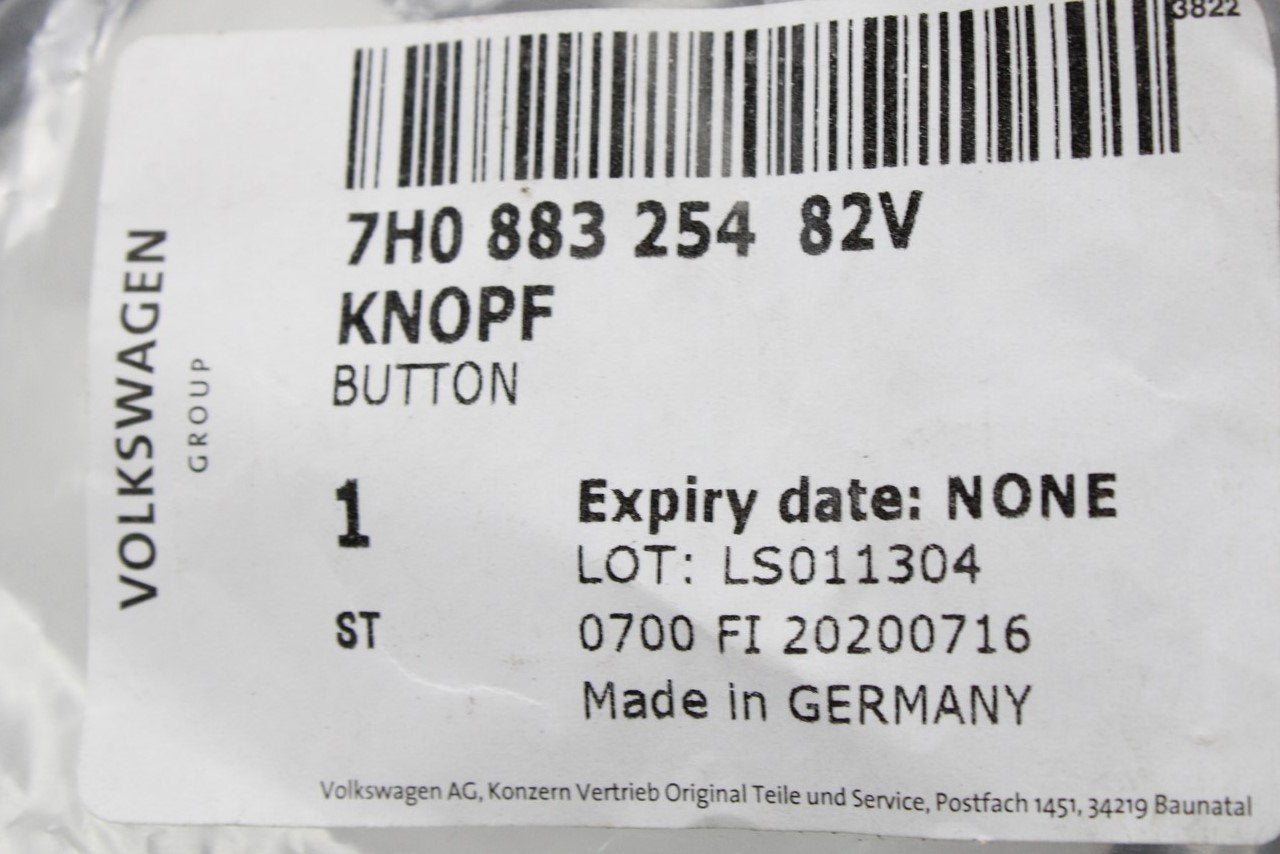 3822
7H0 883 254 82V
KNOPF
BUTTON
VOLKSWAGEN
GROUP
1
Expiry date: NONE
LOT: LS011304
ST
0700 FI 20200716
Made in GERMANY
Volkswagen AG, Konzern Vertrieb Original Teile und Service, Postfach 1451, 34219 Baunatal